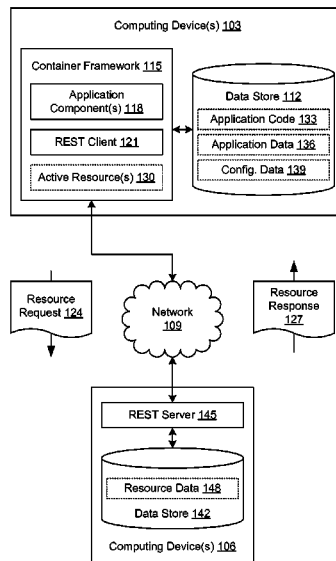 Computing Device(s) 103
Container Framework 115
Application
Component(s) 118
REST Client 121
Active Resource(s) 130
Data Store 112
Application Code 133
Application Data 136
Config. Data 139
Resource
Request 124
Network
109
Resource
Response
127
REST Server 145
Resource Data 148
Data Store 142
Computing Device(s) 106